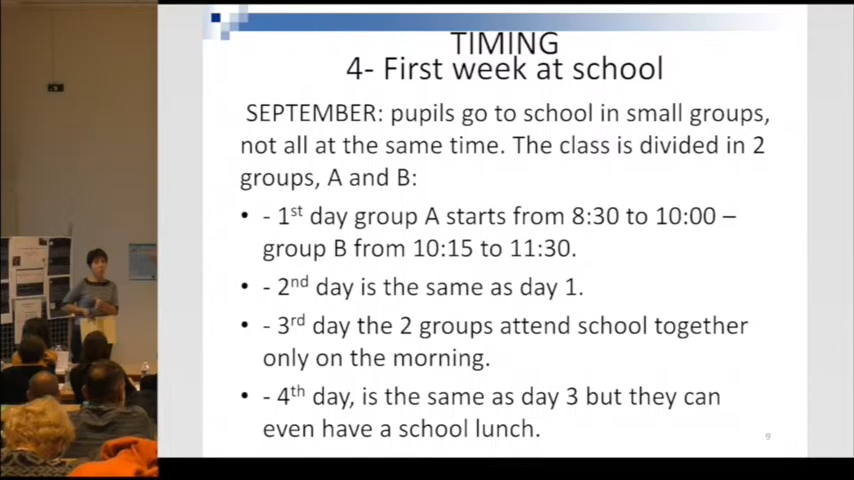 TIMING
4- First week at school
SEPTEMBER: pupils go to school in small groups,
not all at the same time. The class is divided in 2
groups, A and B:
• - 1st day group A starts from 8:30 to 10:00 –
group B from 10:15 to 11:30.
• - 2nd day is the same as day 1.
• - 3rd day the 2 groups attend school together
only on the morning.
• - 4th day, is the same as day 3 but they can
even have a school lunch.
9